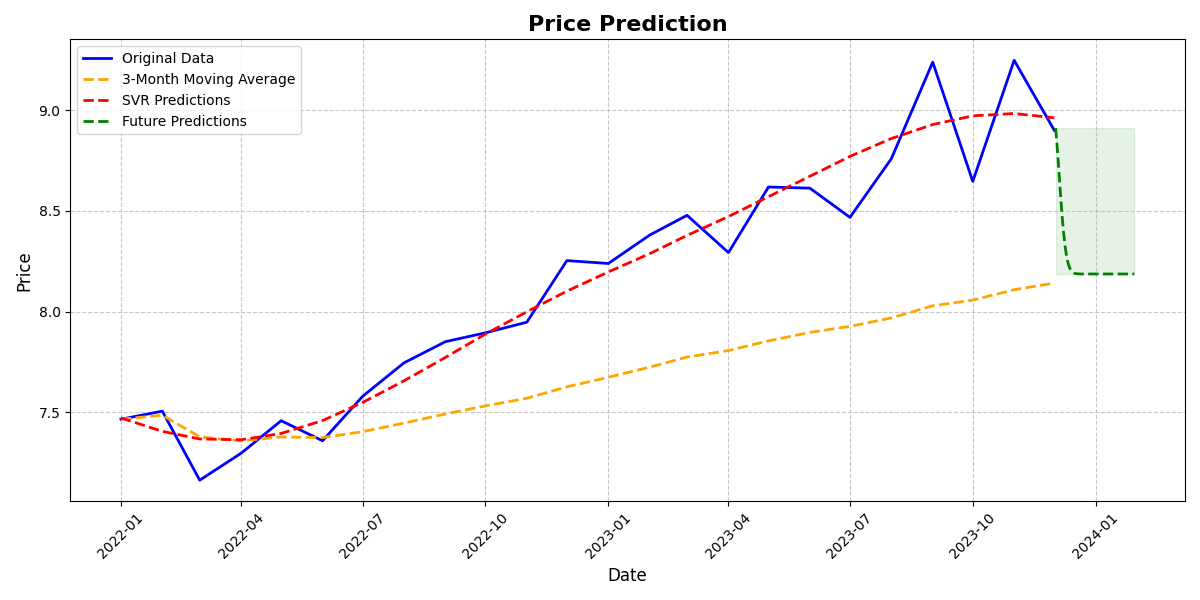 Price Prediction
Original Data
3-Month Moving Average
SVR Predictions
Future Predictions
Price
9.0
8.5
8.0
7.5
2022-01
2022-04
2022-07
2022-10
2023-01
2023-04
2023-07
2023-10
2024-01
Date